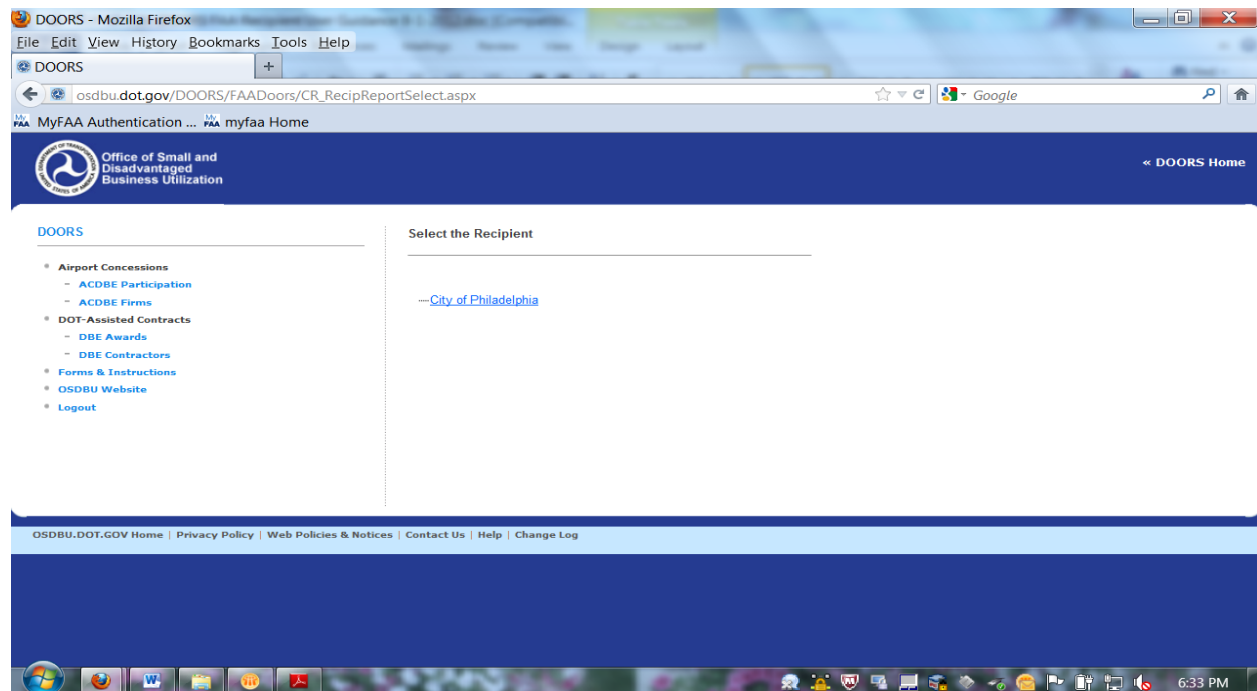 DOORS - Mozilla Firefox
File Edit View History Bookmarks Tools Help
DOORS +
osdbu.dot.gov/DOORS/FAADoors/CR_RecipReportSelect.aspx Google
MyFAA Authentication ... myfaa Home
Office of Small and
Disadvantaged
Business Utilization
« DOORS Home
DOORS
Airport Concessions
- ACDBE Participation
- ACDBE Firms
DOT-Assisted Contracts
- DBE Awards
- DBE Contractors
Forms & Instructions
OSDBU Website
Logout
Select the Recipient
City of Philadelphia
OSDBU.DOT.GOV Home | Privacy Policy | Web Policies & Notices | Contact Us | Help | Change Log
6:33 PM